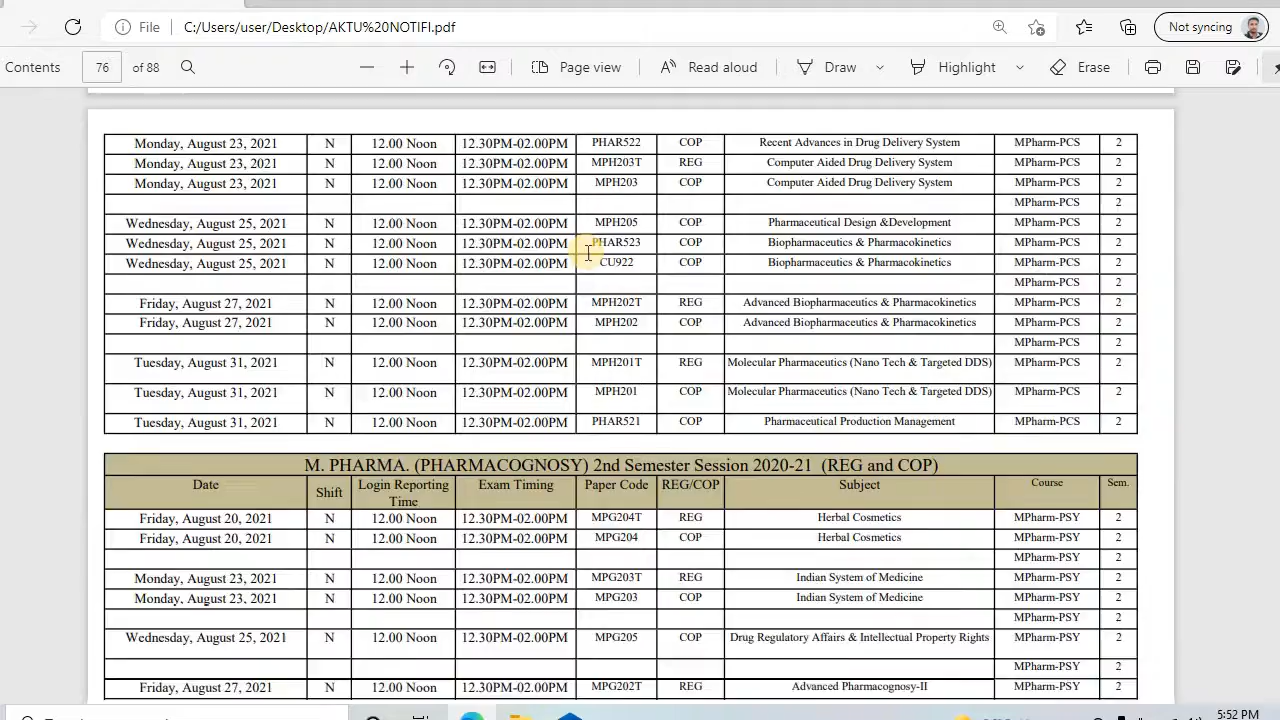 File C:/Users/user/Desktop/AKTU%20NOTIFI.pdf Not syncing
Contents 76 of 88 Page view Read aloud Draw Highlight Erase
Monday, August 23, 2021 N 12.00 Noon 12.30PM-02.00PM PHAR522 COP Recent Advances in Drug Delivery System MPharm-PCS 2
Monday, August 23, 2021 N 12.00 Noon 12.30PM-02.00PM MPH203T REG Computer Aided Drug Delivery System MPharm-PCS 2
Monday, August 23, 2021 N 12.00 Noon 12.30PM-02.00PM MPH203 COP Computer Aided Drug Delivery System MPharm-PCS 2
MPharm-PCS 2
Wednesday, August 25, 2021 N 12.00 Noon 12.30PM-02.00PM MPH205 COP Pharmaceutical Design &Development MPharm-PCS 2
Wednesday, August 25, 2021 N 12.00 Noon 12.30PM-02.00PM PHAR523 COP Biopharmaceutics & Pharmacokinetics MPharm-PCS 2
Wednesday, August 25, 2021 N 12.00 Noon 12.30PM-02.00PM CU922 COP Biopharmaceutics & Pharmacokinetics MPharm-PCS 2
MPharm-PCS 2
Friday, August 27, 2021 N 12.00 Noon 12.30PM-02.00PM MPH202T REG Advanced Biopharmaceutics & Pharmacokinetics MPharm-PCS 2
Friday, August 27, 2021 N 12.00 Noon 12.30PM-02.00PM MPH202 COP Advanced Biopharmaceutics & Pharmacokinetics MPharm-PCS 2
MPharm-PCS 2
Tuesday, August 31, 2021 N 12.00 Noon 12.30PM-02.00PM MPH201T REG Molecular Pharmaceutics (Nano Tech & Targeted DDS) MPharm-PCS 2
Tuesday, August 31, 2021 N 12.00 Noon 12.30PM-02.00PM MPH201 COP Molecular Pharmaceutics (Nano Tech & Targeted DDS) MPharm-PCS 2
Tuesday, August 31, 2021 N 12.00 Noon 12.30PM-02.00PM PHAR521 COP Pharmaceutical Production Management MPharm-PCS 2
M. PHARMA. (PHARMACOGNOSY) 2nd Semester Session 2020-21 (REG and COP)
Date Shift Login Reporting Time Exam Timing Paper Code REG/COP Subject Course Sem.
Friday, August 20, 2021 N 12.00 Noon 12.30PM-02.00PM MPG204T REG Herbal Cosmetics MPharm-PSY 2
Friday, August 20, 2021 N 12.00 Noon 12.30PM-02.00PM MPG204 COP Herbal Cosmetics MPharm-PSY 2
MPharm-PSY 2
Monday, August 23, 2021 N 12.00 Noon 12.30PM-02.00PM MPG203T REG Indian System of Medicine MPharm-PSY 2
Monday, August 23, 2021 N 12.00 Noon 12.30PM-02.00PM MPG203 COP Indian System of Medicine MPharm-PSY 2
MPharm-PSY 2
Wednesday, August 25, 2021 N 12.00 Noon 12.30PM-02.00PM MPG205 COP Drug Regulatory Affairs & Intellectual Property Rights MPharm-PSY 2
MPharm-PSY 2
Friday, August 27, 2021 N 12.00 Noon 12.30PM-02.00PM MPG202T REG Advanced Pharmacognosy-II MPharm-PSY 2
5:52 PM